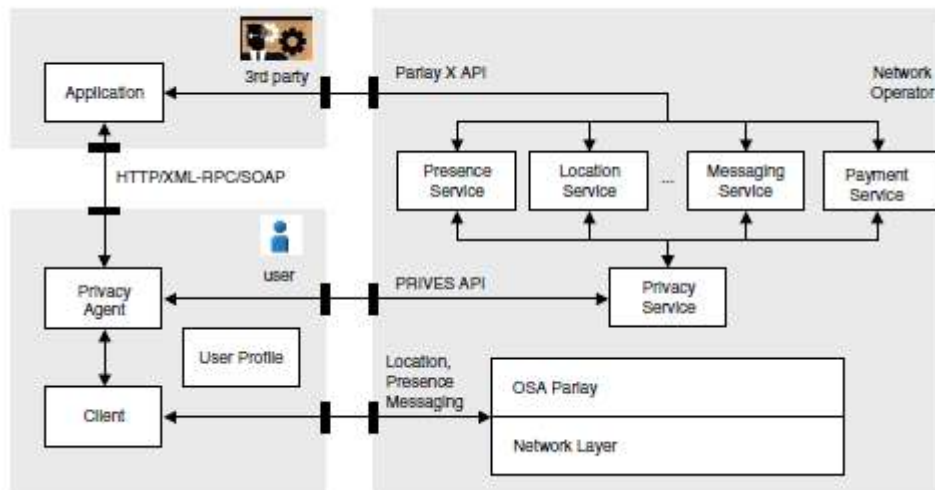 3rd party
Application
Parlay X API
Network
Operator
HTTP/XML-RPC/SOAP
Presence
Service
Location
Service
...
Messaging
Service
Payment
Service
user
Privacy
Agent
PRIVES API
Privacy
Service
User Profile
Client
Location,
Presence
Messaging
OSA Parlay
Network Layer